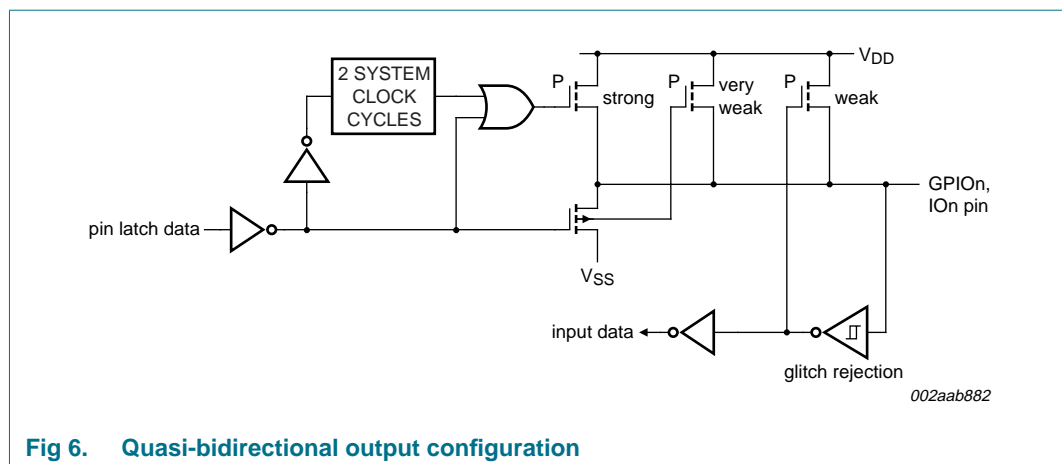 2 SYSTEM
CLOCK
CYCLES
P
strong
P
very
weak
P
weak
VDD
GPIOn,
IOn pin
pin latch data
VSS
input data
glitch rejection
002aab882
Fig 6. Quasi-bidirectional output configuration